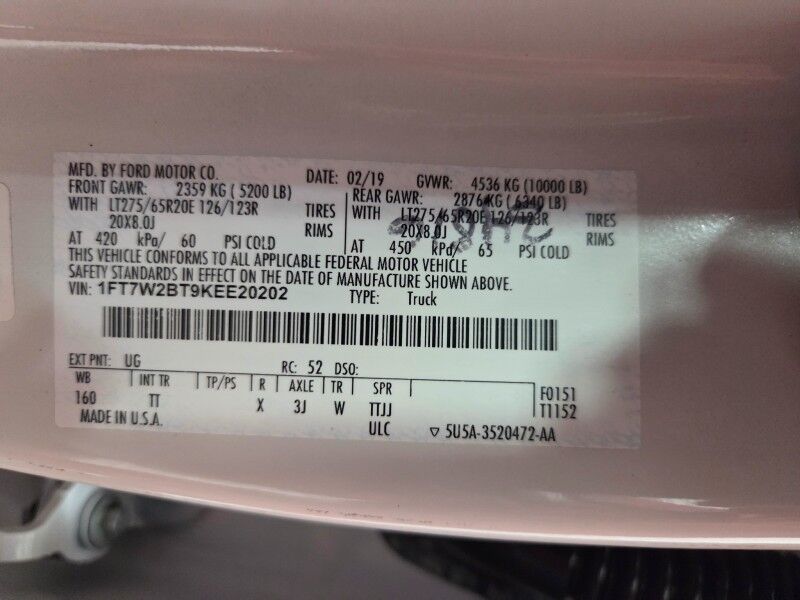 MFD. BY FORD MOTOR CO. DATE: 02/19 GVWR: 4536 KG (10000 LB)
FRONT GAWR: 2359 KG ( 5200 LB) REAR GAWR: 2876 KG ( 6340 LB)
WITH LT275/65R20E 126/123R TIRES WITH LT275/65R20E 126/123R TIRES
20X8.0J RIMS 20X8.0J RIMS
AT 420 kPa/ 60 PSI COLD AT 450 kPa/ 65 PSI COLD
THIS VEHICLE CONFORMS TO ALL APPLICABLE FEDERAL MOTOR VEHICLE
SAFETY STANDARDS IN EFFECT ON THE DATE OF MANUFACTURE SHOWN ABOVE.
VIN: 1FT7W2BT9KEE20202 TYPE: Truck
EXT PNT: UG RC: 52 DSO:
WB INT TR TP/PS R AXLE TR SPR F0151
160 TT X 3J W TTJJ T1152
MADE IN U.S.A. ULC ▽ 5U5A-3520472-AA